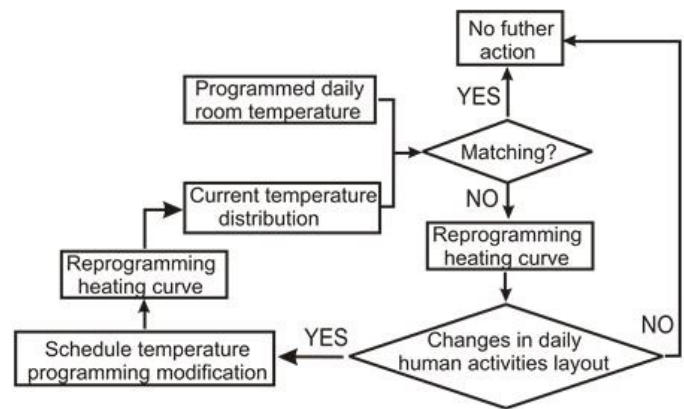 No futher
action
Programmed daily
room temperature
YES
Matching?
Current temperature
distribution
NO
Reprogramming
heating curve
Reprogramming
heating curve
Changes in daily
human activities layout
NO
YES
Schedule temperature
programming modification